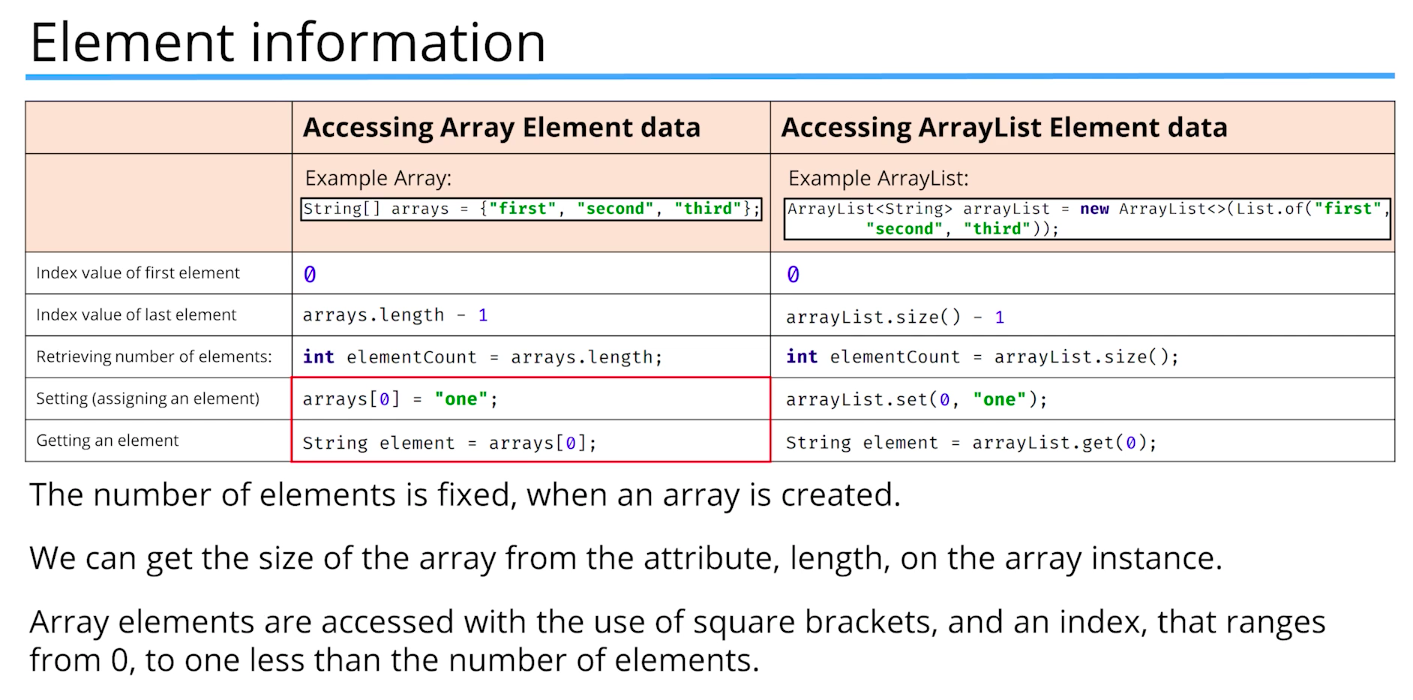 Element information
Accessing Array Element data
Accessing ArrayList Element data
Example Array:
String[] arrays = {"first", "second", "third"};
Example ArrayList:
ArrayList<String> arrayList = new ArrayList<>(List.of("first",
"second", "third"));
Index value of first element
0
0
Index value of last element
arrays.length - 1
arrayList.size() - 1
Retrieving number of elements:
int elementCount = arrays.length;
int elementCount = arrayList.size();
Setting (assigning an element)
arrays[0] = "one";
arrayList.set(0, "one");
Getting an element
String element = arrays[0];
String element = arrayList.get(0);
The number of elements is fixed, when an array is created.
We can get the size of the array from the attribute, length, on the array instance.
Array elements are accessed with the use of square brackets, and an index, that ranges
from 0, to one less than the number of elements.